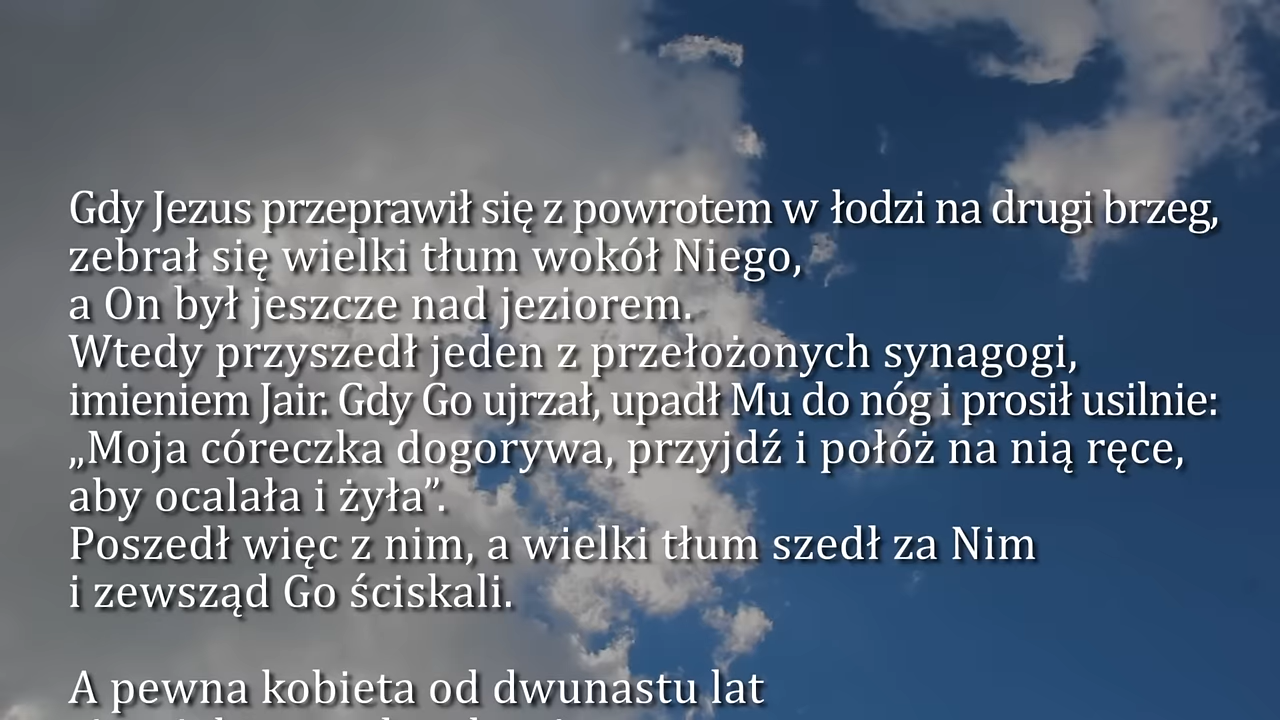 Gdy Jezus przeprawił się z powrotem w łodzi na drugi brzeg,
zebrał się wielki tłum wokół Niego,
a On był jeszcze nad jeziorem.
Wtedy przyszedł jeden z przełożonych synagogi,
imieniem Jair. Gdy Go ujrzał, upadł Mu do nóg i prosił usilnie:
„Moja córeczka dogorywa, przyjdź i połóż na nią ręce,
aby ocalała i żyła”.
Poszedł więc z nim, a wielki tłum szedł za Nim
i zewsząd Go ściskali.
A pewna kobieta od dwunastu lat